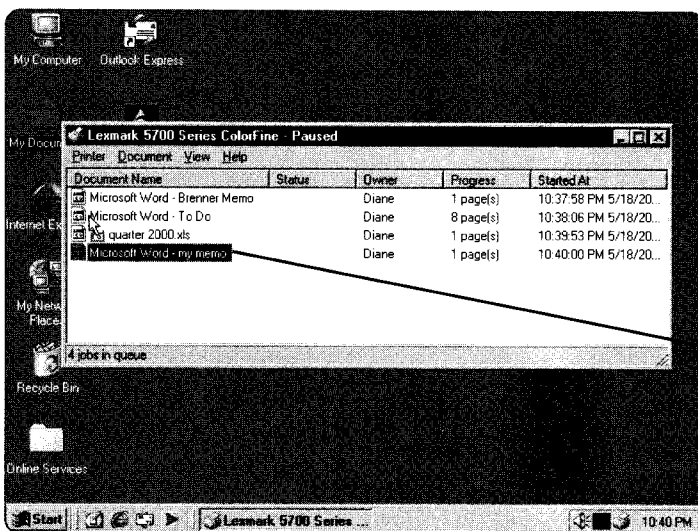 My Computer
Outlook Express
My Docum
Lexmark 5700 Series ColorFine - Paused
Printer Document View Help
Document Name Status Owner Progress Started At
Microsoft Word - Brenner Memo Diane 1 page(s) 10:37:58 PM 5/18/20...
Microsoft Word - To Do Diane 8 page(s) 10:38:06 PM 5/18/20...
quarter 2000.xls Diane 1 page(s) 10:39:53 PM 5/18/20...
Microsoft Word - my memo Diane 1 page(s) 10:40:00 PM 5/18/20...
4 jobs in queue
Internet Ex
My Netw
Place
Recycle Bin
Online Services
Start
Lexmark 5700 Series ...
10:40 PM